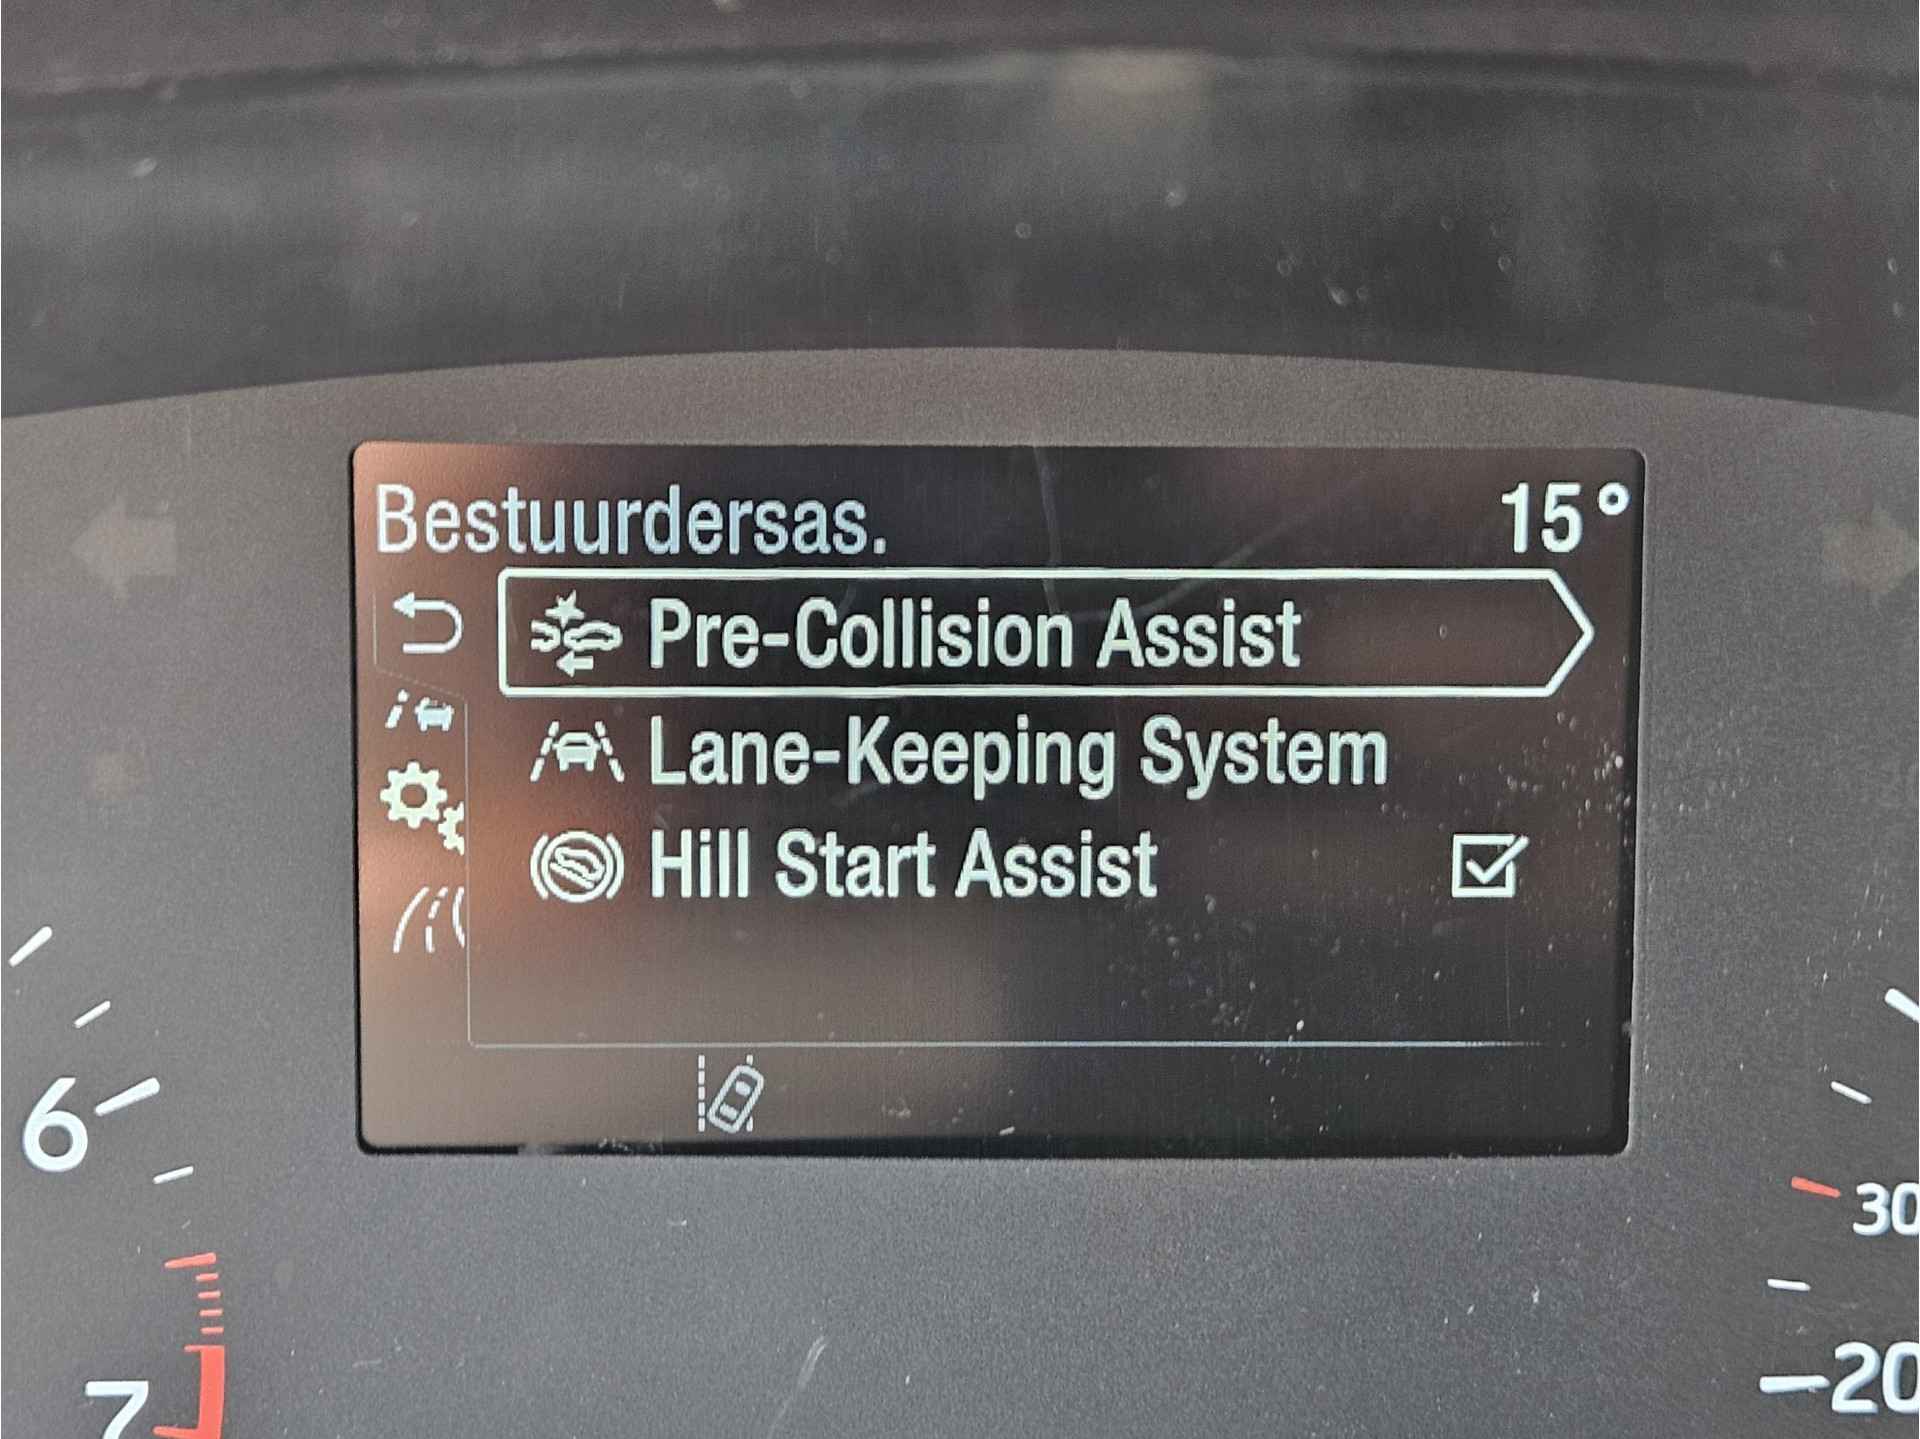 Bestuurdersas. 15°
Pre-Collision Assist
Lane-Keeping System
Hill Start Assist
6
7
30
20